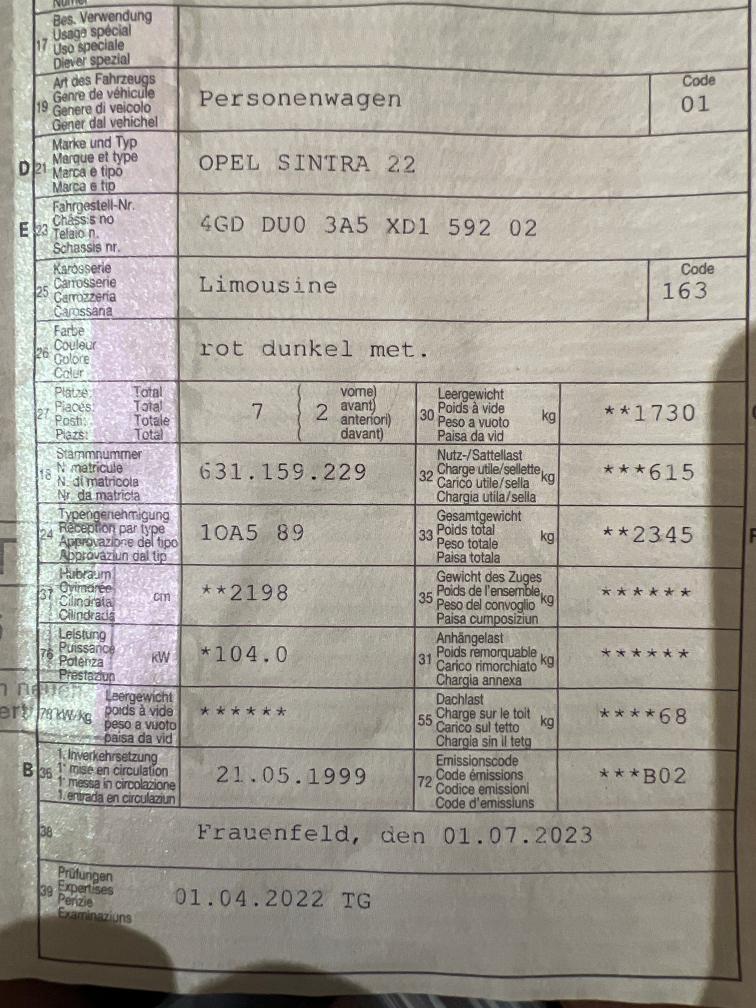 Bes. Verwendung
17 Usage spécial
Uso speciale
Diever spezial
Art des Fahrzeugs
19 Genre de véhicule
Genere di veicolo
Gener dal vehichel
Personenwagen
Code
01
Marke und Typ
D 21 Marque et type
Marca e tipo
Marca e tip
OPEL SINTRA 22
Fahrgestell-Nr.
E 23 Châssis no
Telaio n.
Schassis nr.
4GD DU0 3A5 XD1 592 02
Karosserie
25 Carrosserie
Carrozzeria
Carossaria
Limousine
Code
163
Farbe
26 Couleur
Colore
Colur
rot dunkel met.
Plätze: Total
27 Places: Total
Posti: Totale
Plazs: Total
7
2
vorne)
avant)
anteriori)
davant)
Leergewicht
30 Poids à vide kg
Peso a vuoto
Paisa da vid
**1730
Stammnummer
18 N matricule
N. di matricola
Nr. da matricla
631.159.229
Nutz-/Sattellast
32 Charge utile/sellette kg
Carico utile/sella
Chargia utila/sella
***615
Typengenehmigung
24 Réception par type
Approvazione del tipo
Approvaziun dal tip
1OA5 89
Gesamtgewicht
33 Poids total kg
Peso totale
Paisa totala
**2345
Hubraum
37 Cylindrée cm
Cilindrata
Cilindrada
**2198
Gewicht des Zuges
35 Poids de l'ensemble kg
Peso del convoglio
Paisa cumposiziun
******
Leistung
76 Puissance kW
Potenza
Prestaziun
*104.0
Anhängelast
31 Poids remorquable kg
Carico rimorchiato
Chargia annexa
******
Leergewicht
78 kW/kg poids à vide
peso a vuoto
paisa da vid
******
Dachlast
55 Charge sur le toit kg
Carico sul tetto
Chargia sin il tetg
****68
1. Inverkehrsetzung
B 36 1' mise en circulation
1' messa in circolazione
1. entrada en circulaziun
21.05.1999
Emissionscode
72 Code émissions
Codice emissioni
Code d'emissiuns
***B02
38
Frauenfeld, den 01.07.2023
Prüfungen
39 Expertises
Perizie
Examinaziuns
01.04.2022 TG